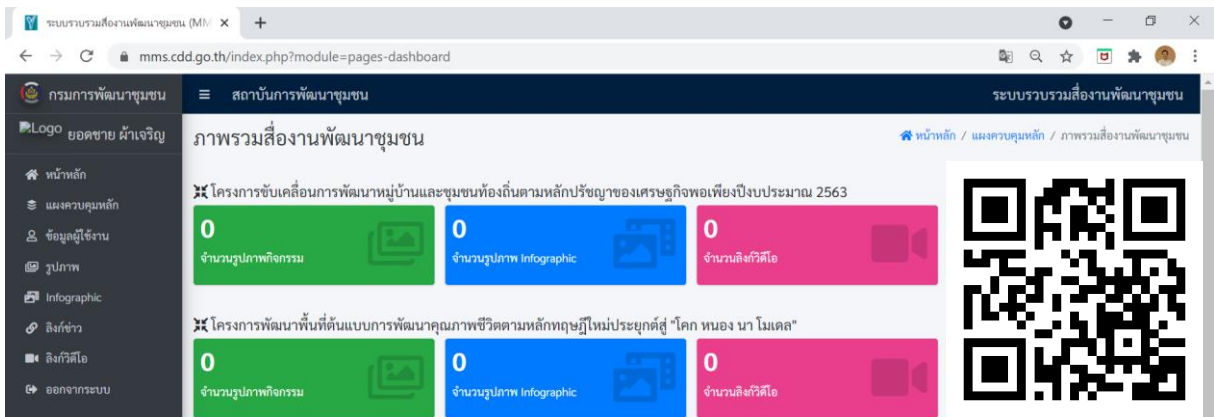 ระบบรวบรวมสื่องานพัฒนาชุมชน (MM
mms.cdd.go.th/index.php?module=pages-dashboard
กรมการพัฒนาชุมชน
สถาบันการพัฒนาชุมชน
ระบบรวบรวมสื่องานพัฒนาชุมชน
Logo ยอดชาย ผ้าเจริญ
ภาพรวมสื่องานพัฒนาชุมชน
หน้าหลัก / แผงควบคุมหลัก / ภาพรวมสื่องานพัฒนาชุมชน
หน้าหลัก
แผงควบคุมหลัก
ข้อมูลผู้ใช้งาน
รูปภาพ
Infographic
ลิงก์ข่าว
ลิงก์วิดีโอ
ออกจากระบบ
โครงการขับเคลื่อนการพัฒนาหมู่บ้านและชุมชนท้องถิ่นตามหลักปรัชญาของเศรษฐกิจพอเพียงปีงบประมาณ 2563
0
จำนวนรูปภาพกิจกรรม
0
จำนวนรูปภาพ Infographic
0
จำนวนลิงก์วิดีโอ
โครงการพัฒนาพื้นที่ต้นแบบการพัฒนาคุณภาพชีวิตตามหลักทฤษฎีใหม่ประยุกต์สู่ "โคก หนอง นา โมเดล"
0
จำนวนรูปภาพกิจกรรม
0
จำนวนรูปภาพ Infographic
0
จำนวนลิงก์วิดีโอ